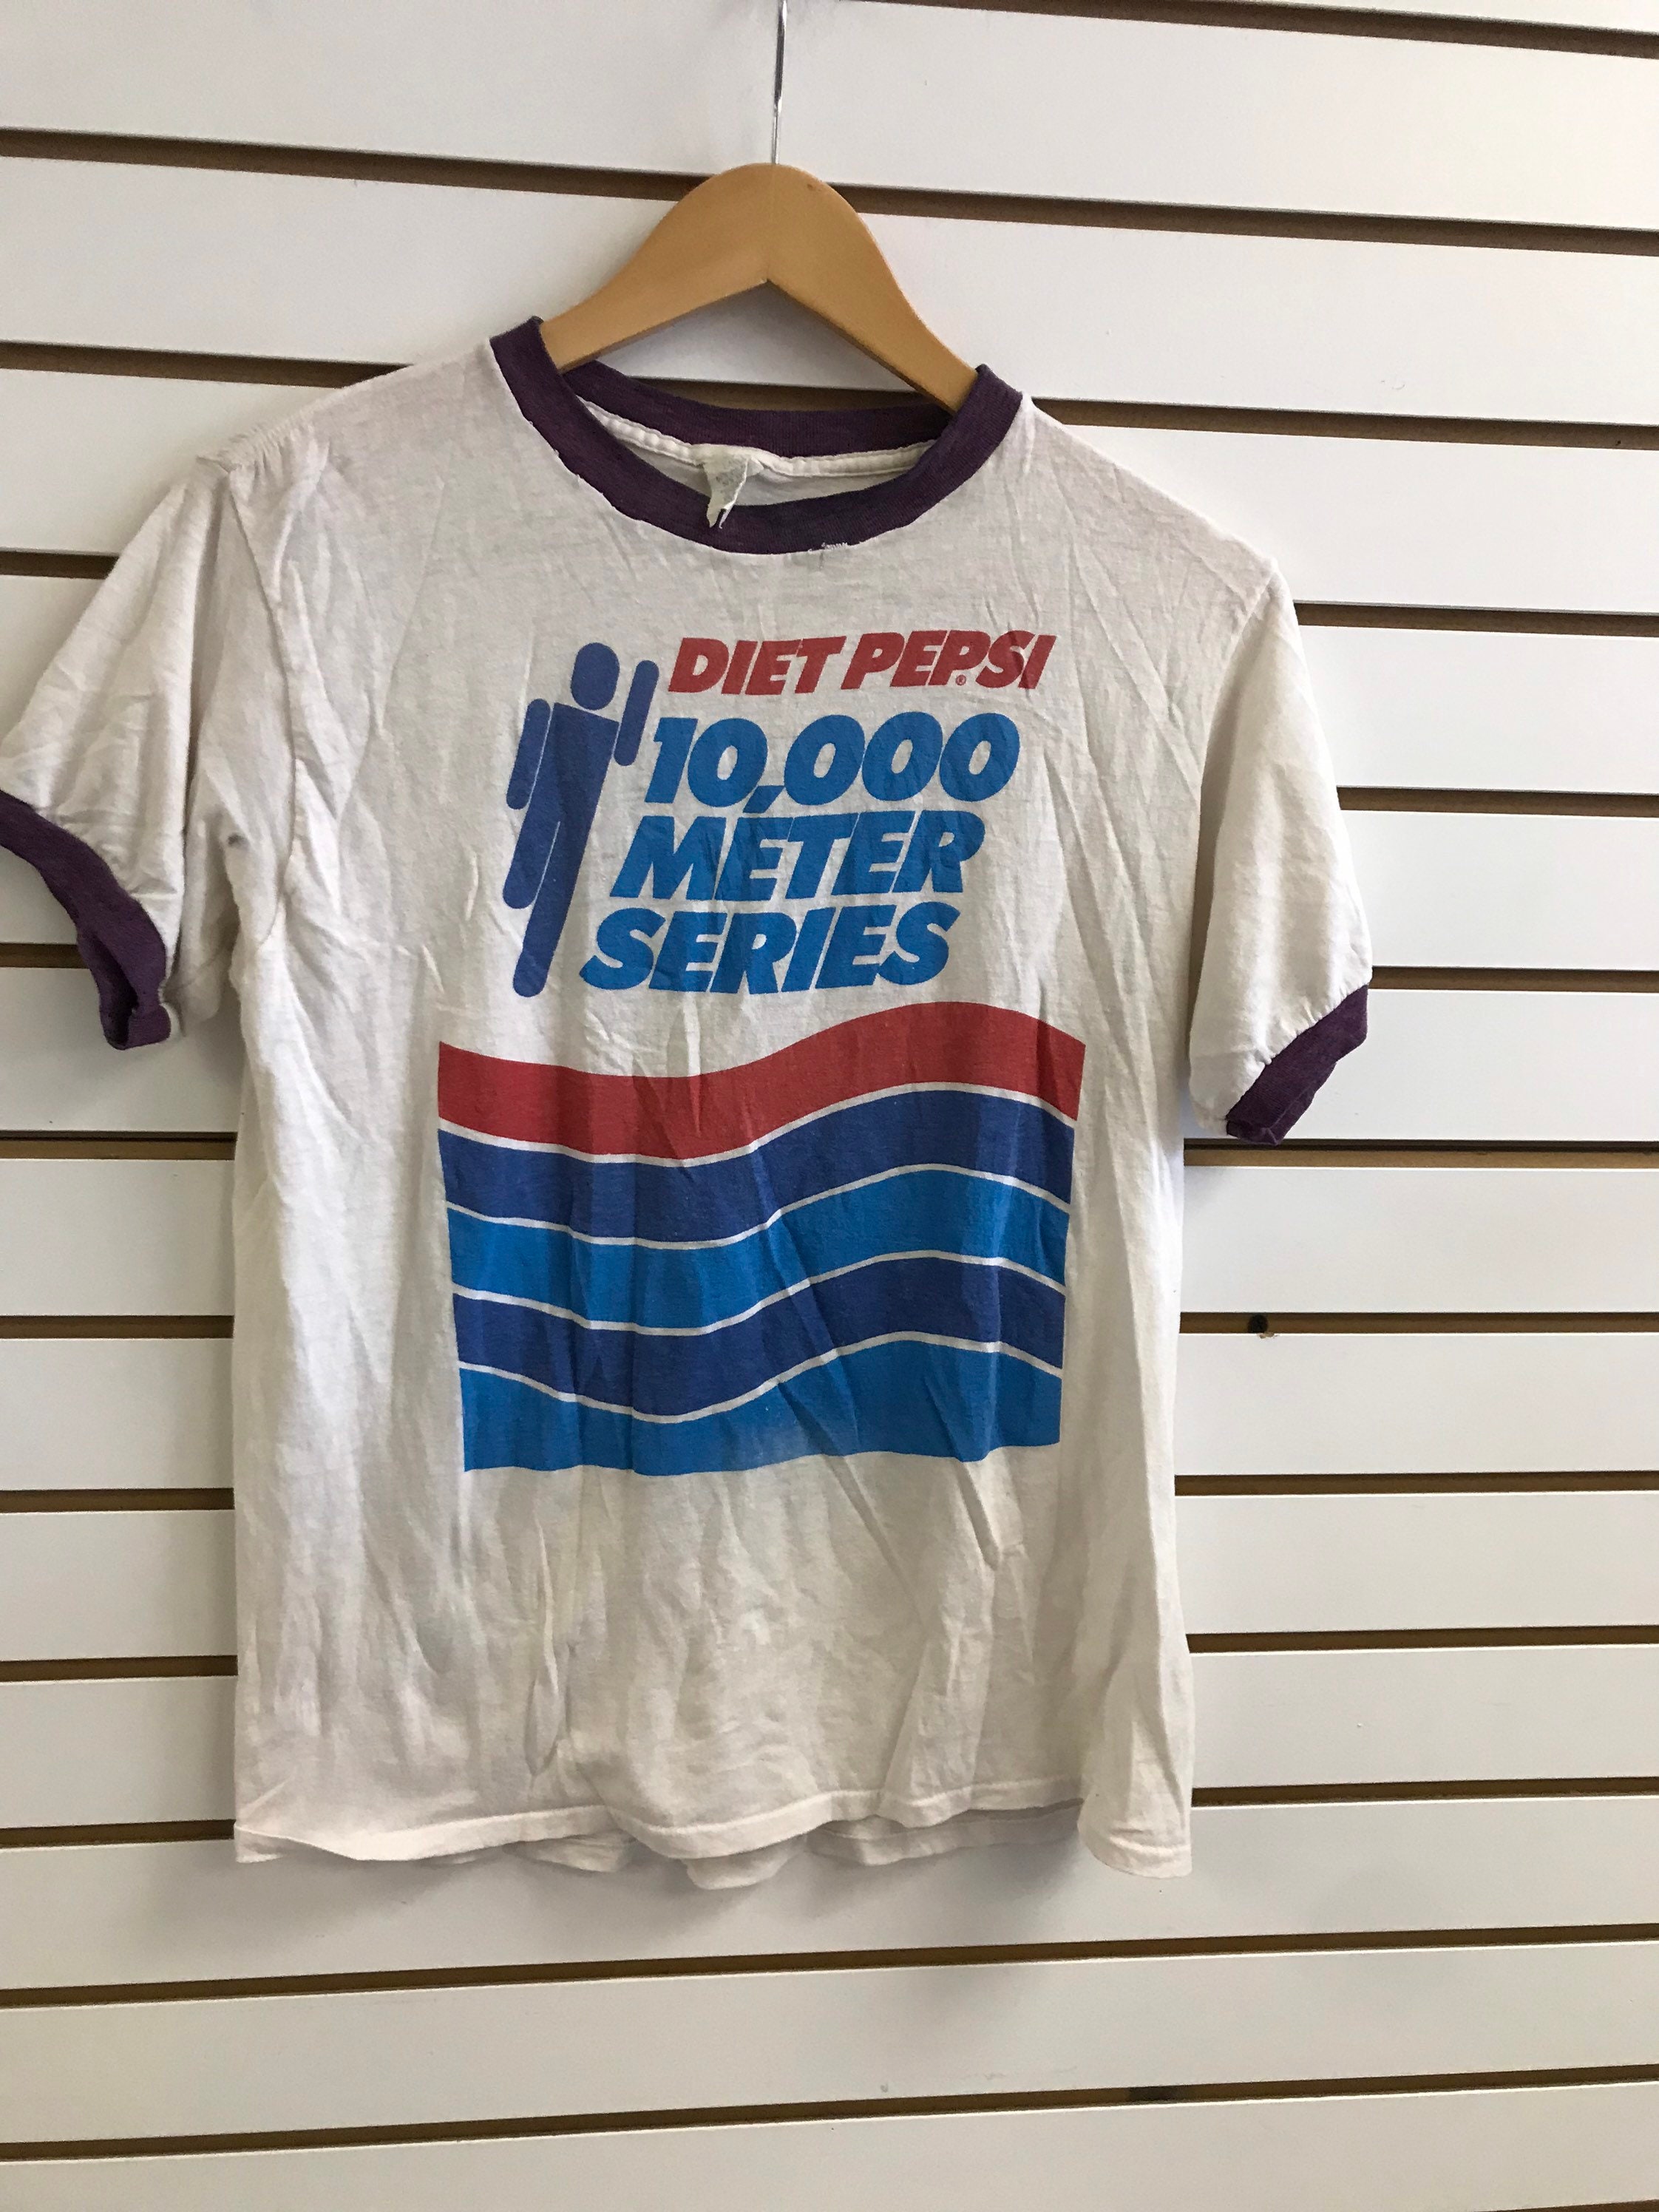 DIET PEPSI®
10,000
METER
SERIES